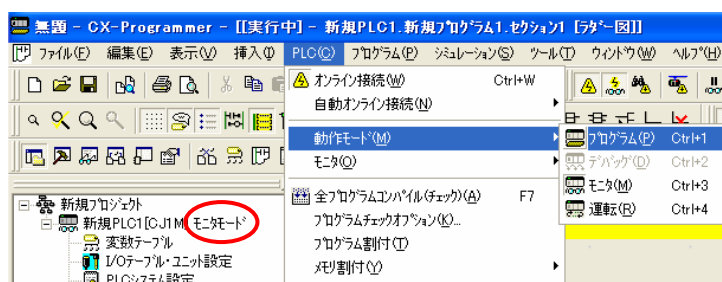 無題 - CX-Programmer - [[実行中] - 新規PLC1.新規ﾌﾟﾛｸﾞﾗﾑ1.ｾｸｼｮﾝ1 [ﾗﾀﾞｰ図]]
ﾌｧｲﾙ(F) 編集(E) 表示(V) 挿入(I) PLC(C) ﾌﾟﾛｸﾞﾗﾑ(P) ｼﾐｭﾚｰｼｮﾝ(S) ﾂｰﾙ(T) ｳｨﾝﾄﾞｳ(W) ﾍﾙﾌﾟ(H)
オンライン接続(W) Ctrl+W
自動オンライン接続(N)
動作ﾓｰﾄﾞ(M)
ﾓﾆﾀ(O)
全ﾌﾟﾛｸﾞﾗﾑｺﾝﾊﾟｲﾙ(ﾁｪｯｸ)(A) F7
ﾌﾟﾛｸﾞﾗﾑﾁｪｯｸｵﾌﾟｼｮﾝ(K)...
ﾌﾟﾛｸﾞﾗﾑ割付(T)
ﾒﾓﾘ割付(Y)
ﾌﾟﾛｸﾞﾗﾑ(P) Ctrl+1
ﾃﾞﾊﾞｯｸﾞ(D) Ctrl+2
ﾓﾆﾀ(M) Ctrl+3
運転(R) Ctrl+4
新規ﾌﾟﾛｼﾞｪｸﾄ
新規PLC1[CJ1M] ﾓﾆﾀﾓｰﾄﾞ
変数ﾃｰﾌﾞﾙ
I/Oﾃｰﾌﾞﾙ・ﾕﾆｯﾄ設定
PLCｼｽﾃﾑ設定